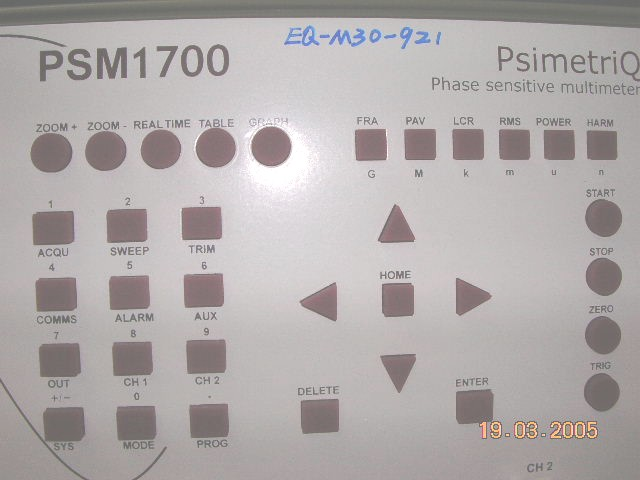 EQ-M30-921
PSM1700
PsimetriQ
Phase sensitive multimeter
ZOOM + ZOOM - REAL TIME TABLE GRAPH
FRA PAV LCR RMS POWER HARM
G M k m u n
1 2 3
ACQU SWEEP TRIM
4 5 6
COMMS ALARM AUX
7 8 9
OUT CH 1 CH 2
+/- 0 .
SYS MODE PROG
HOME
DELETE
ENTER
START
STOP
ZERO
TRIG
19.03.2005
CH 2